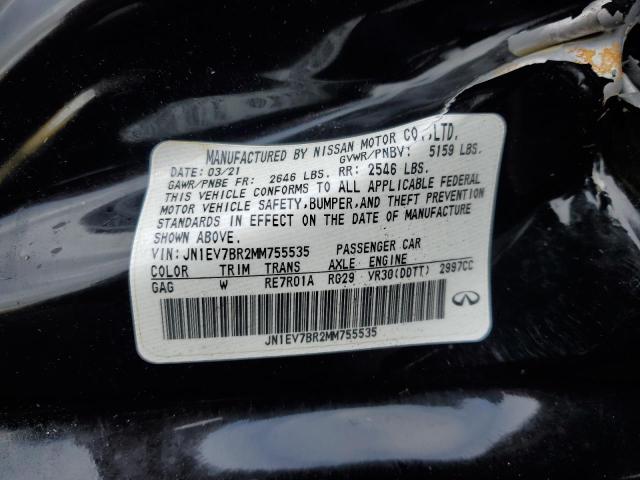 MANUFACTURED BY NISSAN MOTOR CO.,LTD.
DATE: 03/21 GVWR/PNBV: 5159 LBS.
GAWR/PNBE FR: 2646 LBS. RR: 2546 LBS.
THIS VEHICLE CONFORMS TO ALL APPLICABLE FEDERAL
MOTOR VEHICLE SAFETY,BUMPER,AND THEFT PREVENTION
STANDARDS IN EFFECT ON THE DATE OF MANUFACTURE
SHOWN ABOVE.
VIN: JN1EV7BR2MM755535 PASSENGER CAR
COLOR TRIM TRANS AXLE ENGINE
GAG W RE7R01A RG29 VR30(DDTT) 2997CC
JN1EV7BR2MM755535